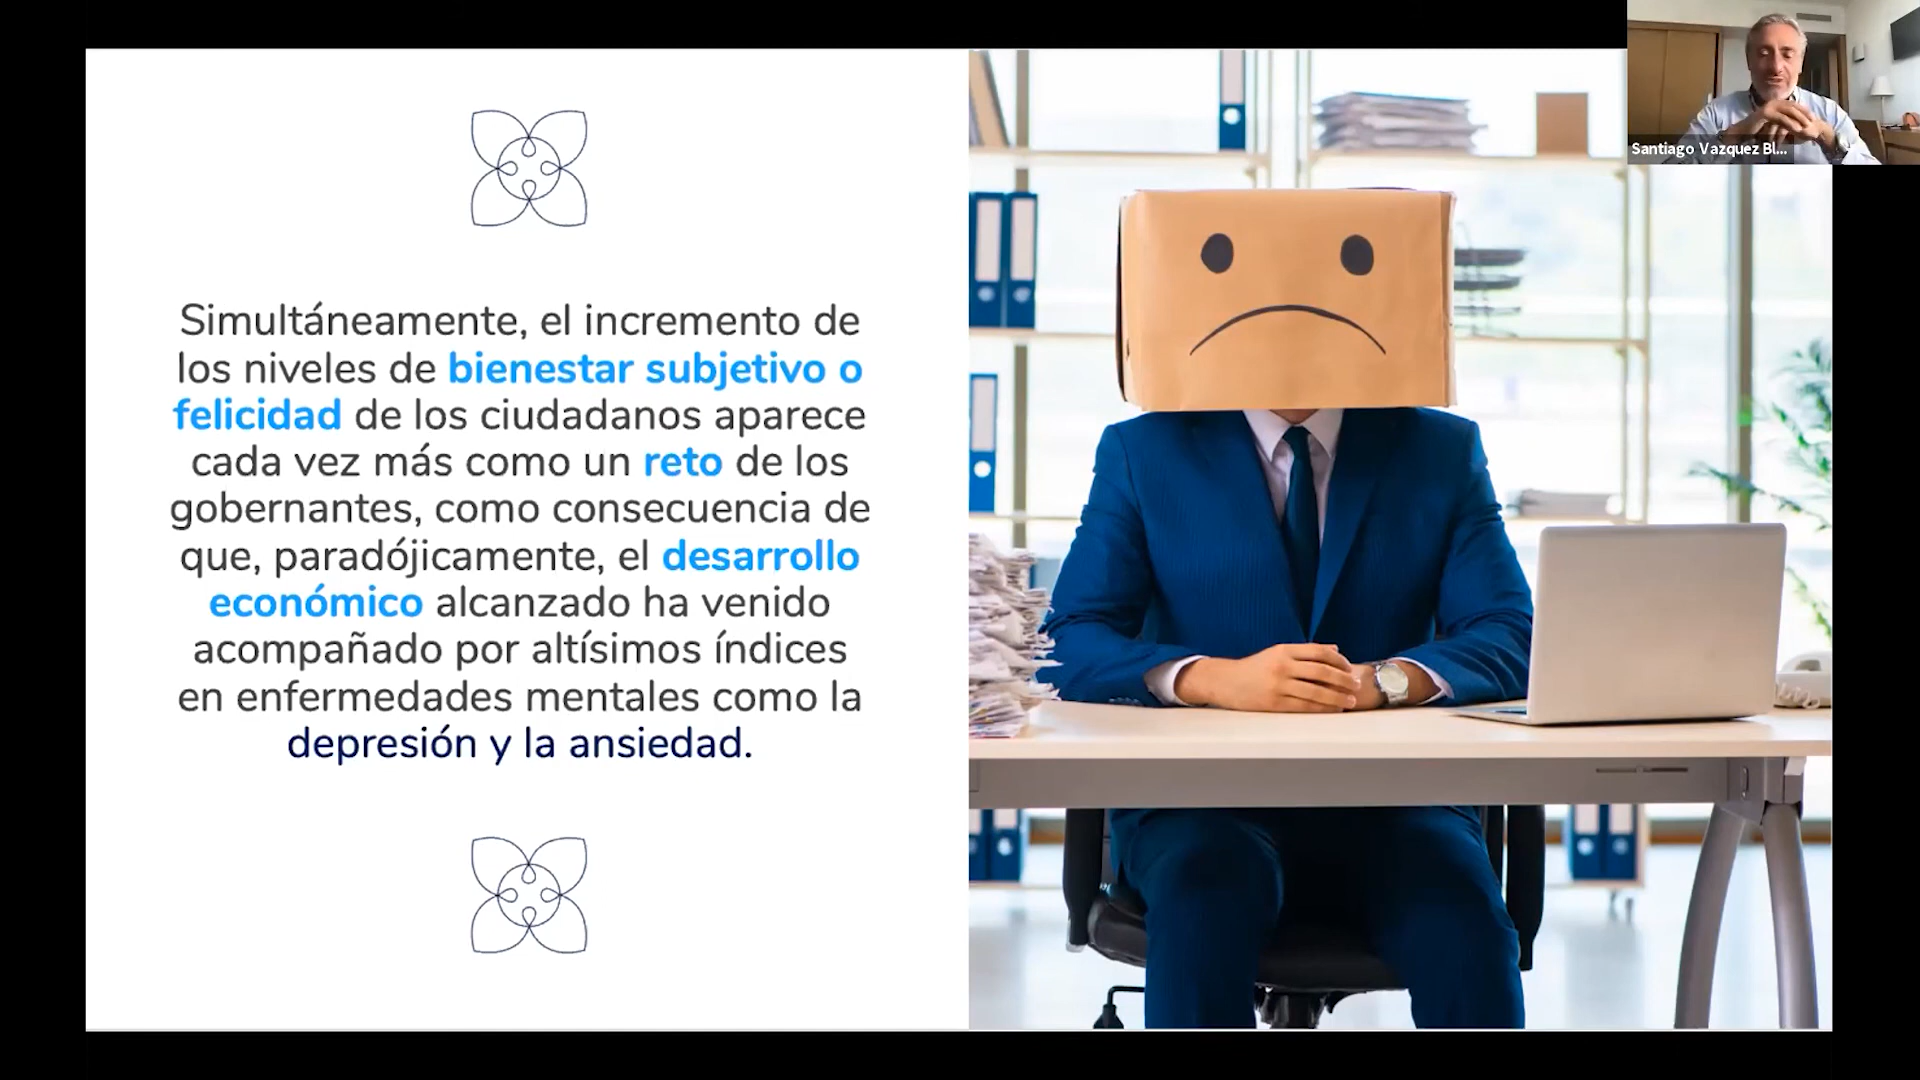 Santiago Vazquez Bl...
Simultáneamente, el incremento de
los niveles de bienestar subjetivo o
felicidad de los ciudadanos aparece
cada vez más como un reto de los
gobernantes, como consecuencia de
que, paradójicamente, el desarrollo
económico alcanzado ha venido
acompañado por altísimos índices
en enfermedades mentales como la
depresión y la ansiedad.